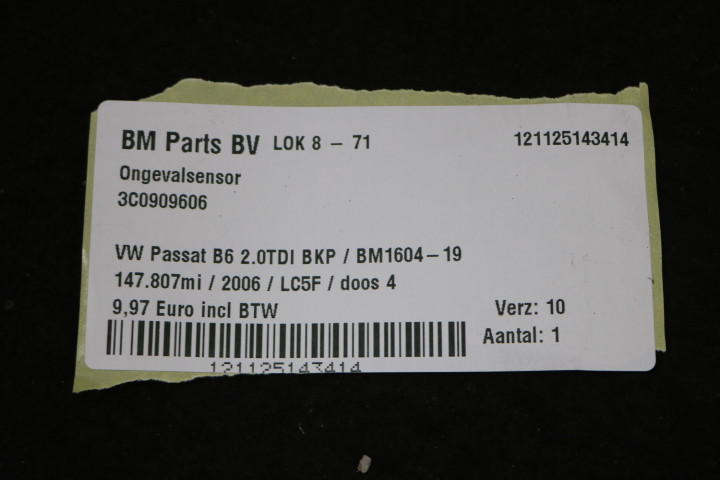 BM Parts BV LOK 8 - 71 121125143414
Ongevalsensor
3C0909606
VW Passat B6 2.0TDI BKP / BM1604-19
147.807mi / 2006 / LC5F / doos 4
9,97 Euro incl BTW Verz: 10
Aantal: 1
121125143414